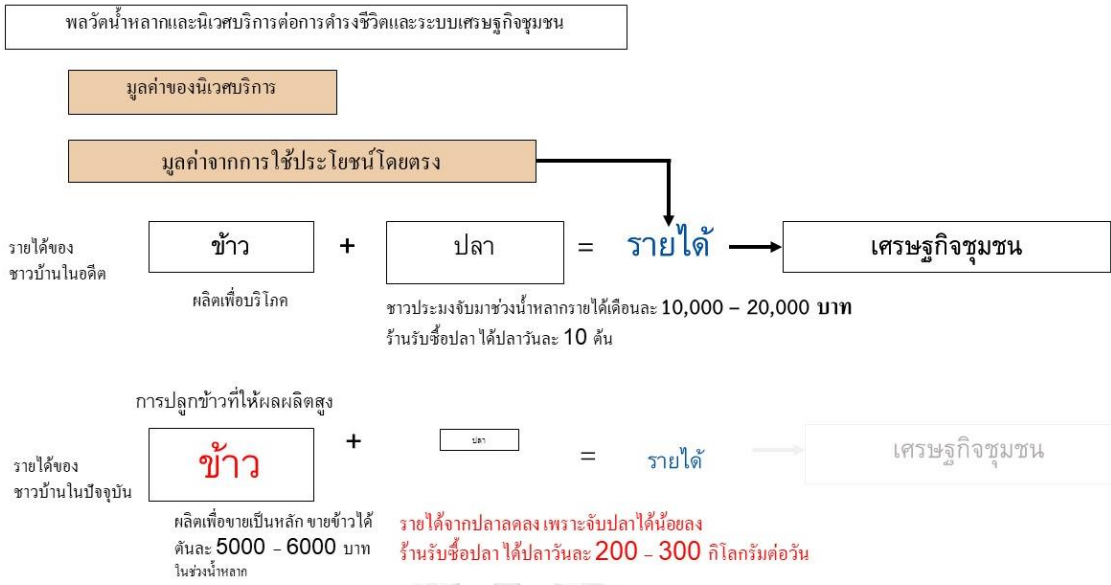 พลวัตน้ำหลากและนิเวศบริการต่อการดำรงชีวิตและระบบเศรษฐกิจชุมชน
มูลค่าของนิเวศบริการ
มูลค่าจากการใช้ประโยชน์โดยตรง
รายได้ของ
ชาวบ้านในอดีต
ข้าว + ปลา = รายได้ เศรษฐกิจชุมชน
ผลิตเพื่อบริโภค
ชาวประมงจับมาช่วงน้ำหลากรายได้เดือนละ 10,000 – 20,000 บาท
ร้านรับซื้อปลา ได้ปลาวันละ 10 ตัน
การปลูกข้าวที่ให้ผลผลิตสูง
รายได้ของ
ชาวบ้านในปัจจุบัน
ข้าว + ปลา = รายได้ เศรษฐกิจชุมชน
ผลิตเพื่อขายเป็นหลัก ขายข้าวได้
ตันละ 5000 – 6000 บาท
ในช่วงน้ำหลาก
รายได้จากปลาลดลง เพราะจับปลาได้น้อยลง
ร้านรับซื้อปลา ได้ปลาวันละ 200 – 300 กิโลกรัมต่อวัน